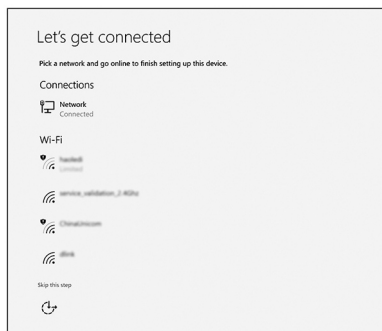 Let's get connected
Pick a network and go online to finish setting up this device.
Connections
Network
Connected
Wi-Fi
Limited
service_validation_2.4Ghz
ChinaUnicom
dlink
Skip this step